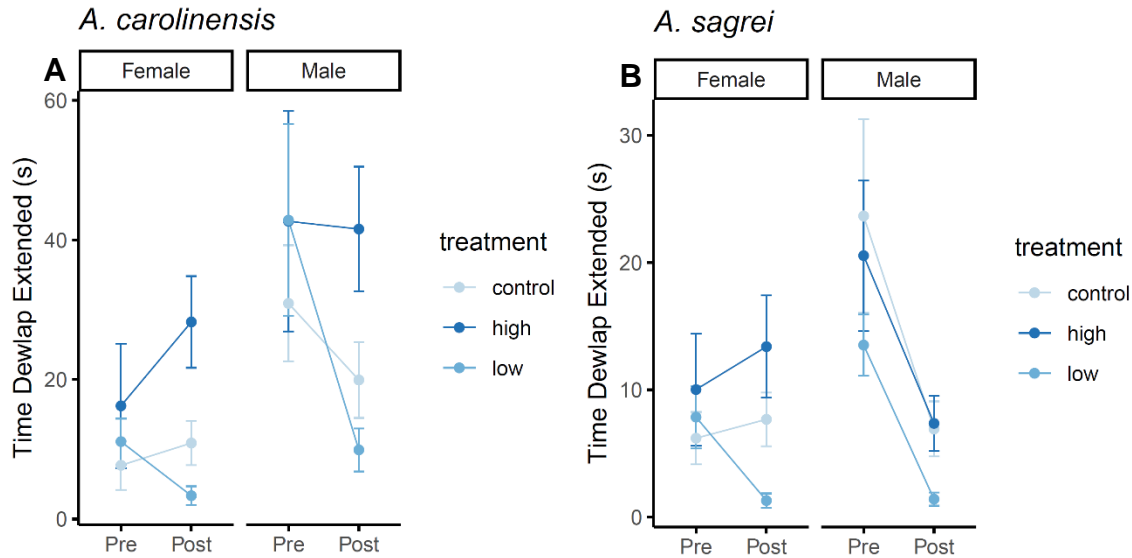 A. carolinensis
A
Female
Male
Time Dewlap Extended (s)
60
40
20
0
Pre
Post
Pre
Post
treatment
control
high
low
A. sagrei
B
Female
Male
Time Dewlap Extended (s)
30
20
10
0
Pre
Post
Pre
Post
treatment
control
high
low